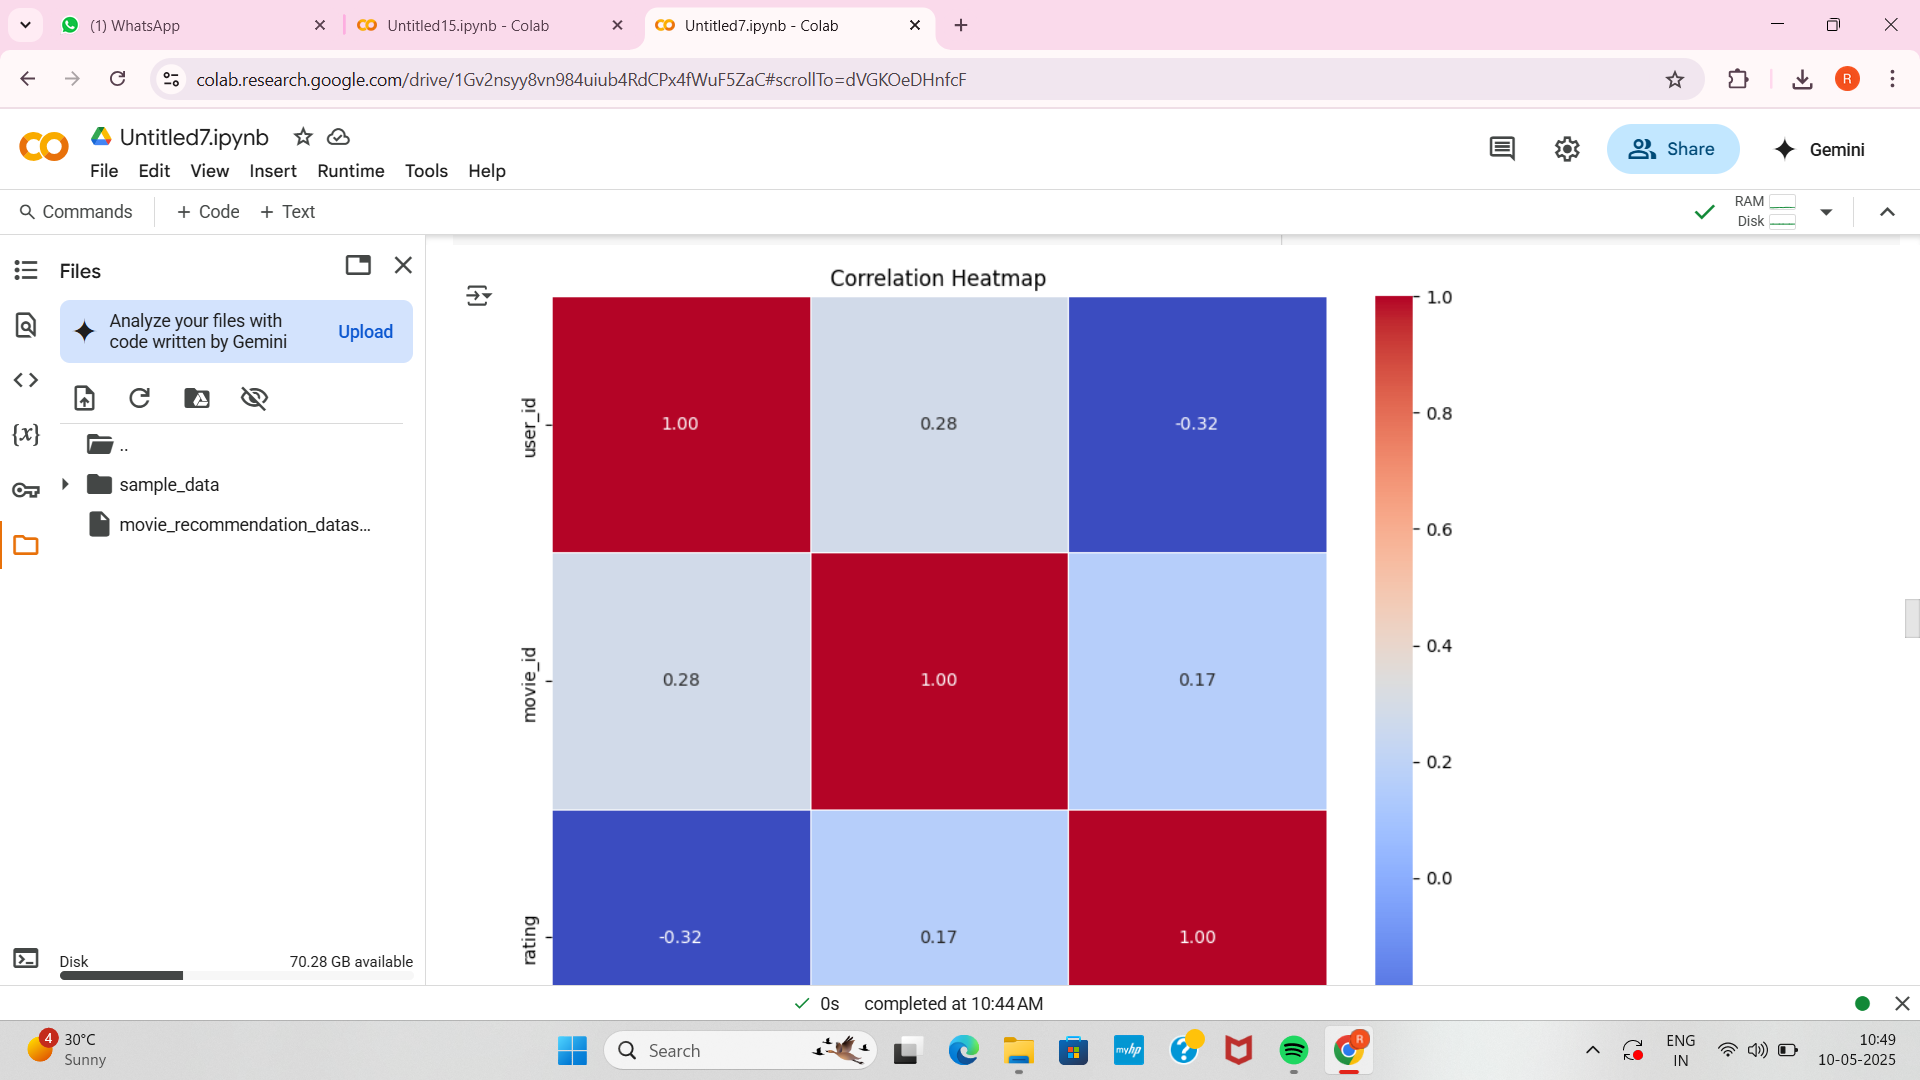 (1) WhatsApp
Untitled15.ipynb - Colab
Untitled7.ipynb - Colab
colab.research.google.com/drive/1Gv2nsyy8vn984uiub4RdCPx4fWuF5ZaC#scrollTo=dVGKOeDHnfcF
R
Untitled7.ipynb
File Edit View Insert Runtime Tools Help
Share
Gemini
Commands
+ Code + Text
RAM
Disk
Files
Analyze your files with
code written by Gemini
Upload
{x}
..
sample_data
movie_recommendation_datas...
Disk
70.28 GB available
Correlation Heatmap
user_id
1.00 0.28 -0.32
movie_id
0.28 1.00 0.17
rating
-0.32 0.17 1.00
1.0
0.8
0.6
0.4
0.2
0.0
0s completed at 10:44 AM
4
30°C
Sunny
Search
myhp
R
ENG
IN
10:49
10-05-2025